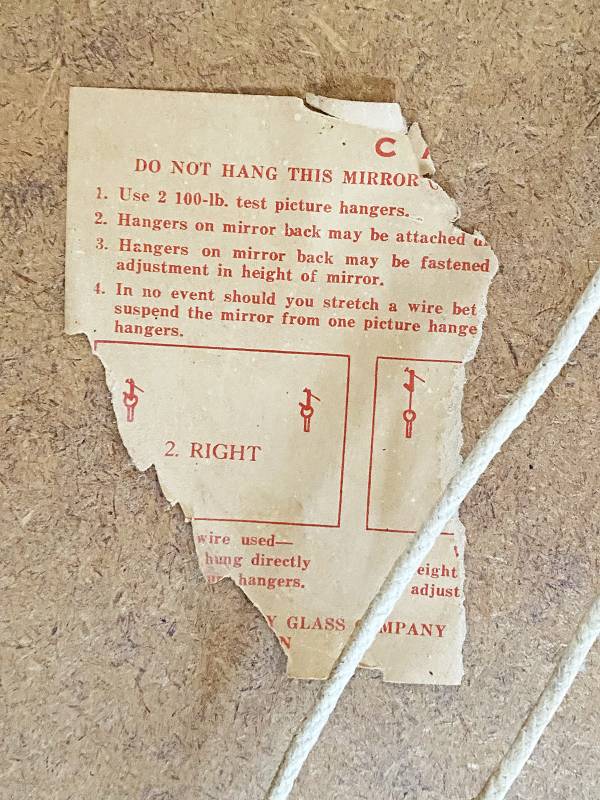 C
DO NOT HANG THIS MIRROR
1. Use 2 100-lb. test picture hangers.
2. Hangers on mirror back may be attached
3. Hangers on mirror back may be fastened
adjustment in height of mirror.
4. In no event should you stretch a wire bet
suspend the mirror from one picture hange
hangers.
2. RIGHT
wire used—
hung directly
hangers.
eight
adjust
Y GLASS COMPANY
N